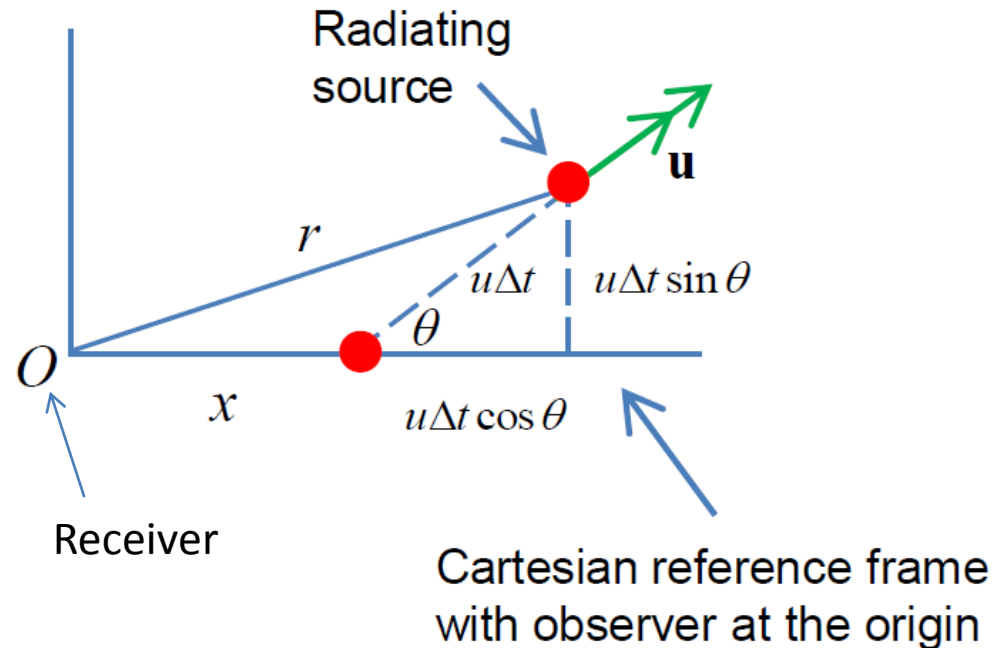 Radiating
source
u
r
uΔt
uΔt sin θ
θ
O
x
uΔt cos θ
Receiver
Cartesian reference frame
with observer at the origin